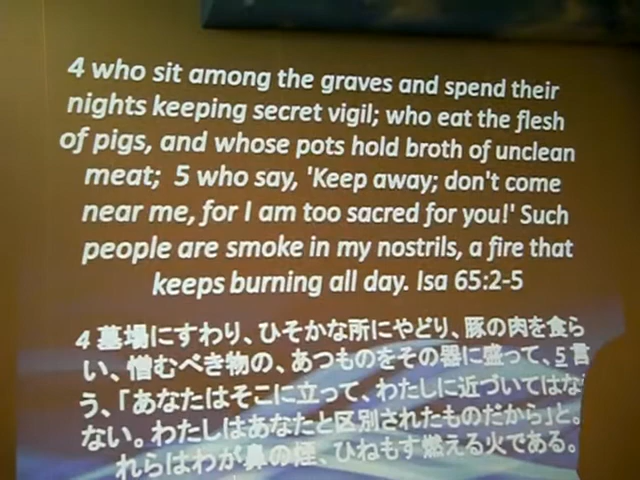 4 who sit among the graves and spend their
nights keeping secret vigil; who eat the flesh
of pigs, and whose pots hold broth of unclean
meat; 5 who say, 'Keep away; don't come
near me, for I am too sacred for you!' Such
people are smoke in my nostrils, a fire that
keeps burning all day. Isa 65:2-5
4 墓場にすわり、ひそかな所にやどり、豚の肉を食ら
い、憎むべき物の、あつものをその器に盛って、5 言
う、「あなたはそこに立って、わたしに近づいてはな
ない。わたしはあなたと区別されたものだから」と。
れらはわが鼻の煙、ひねもす燃える火である。